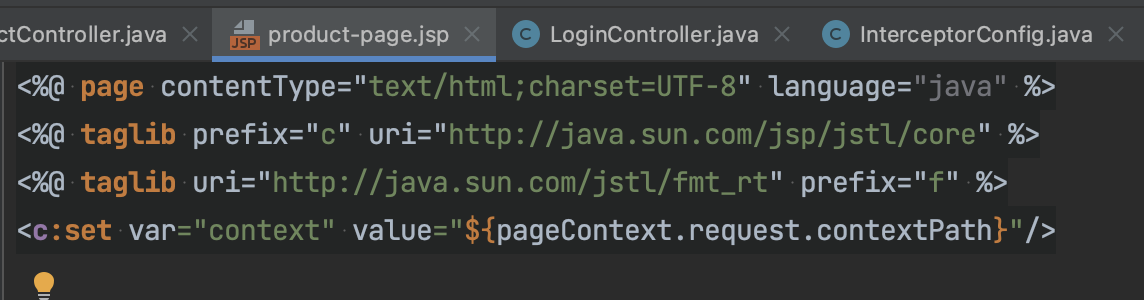 ctController.java × JSP product-page.jsp × C LoginController.java × C InterceptorConfig.java ×
<%@ page contentType="text/html;charset=UTF-8" language="java" %>
<%@ taglib prefix="c" uri="http://java.sun.com/jsp/jstl/core" %>
<%@ taglib uri="http://java.sun.com/jstl/fmt_rt" prefix="f" %>
<c:set var="context" value="${pageContext.request.contextPath}"/>